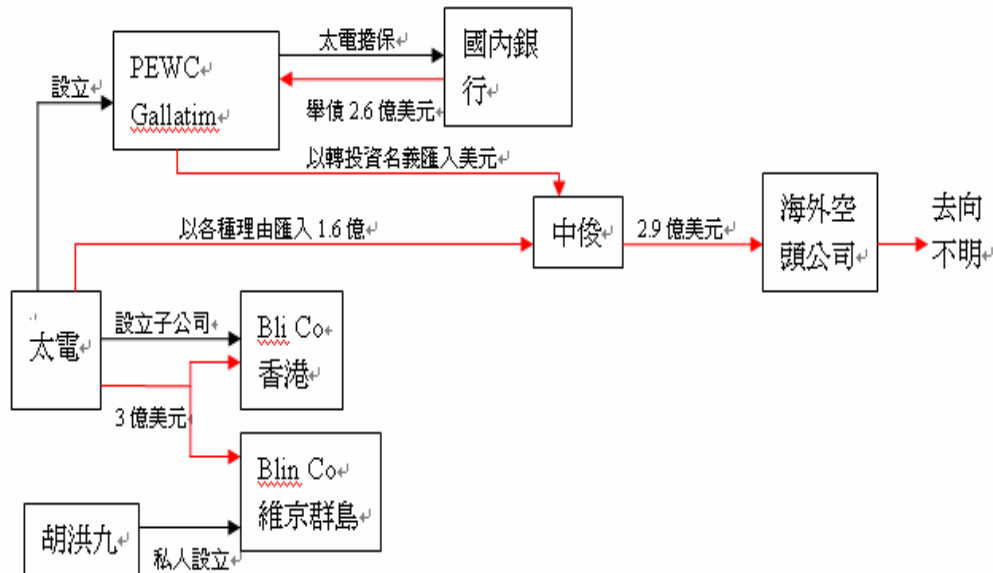 太電擔保
國內銀
行
PEWC
Gallatim
設立
舉債 2.6 億美元
以轉投資名義匯入美元
海外空
頭公司
去向
不明
以各種理由匯入 1.6 億
中俊
2.9 億美元
設立子公司
太電
Bli Co
香港
3 億美元
Blin Co
維京群島
胡洪九
私人設立